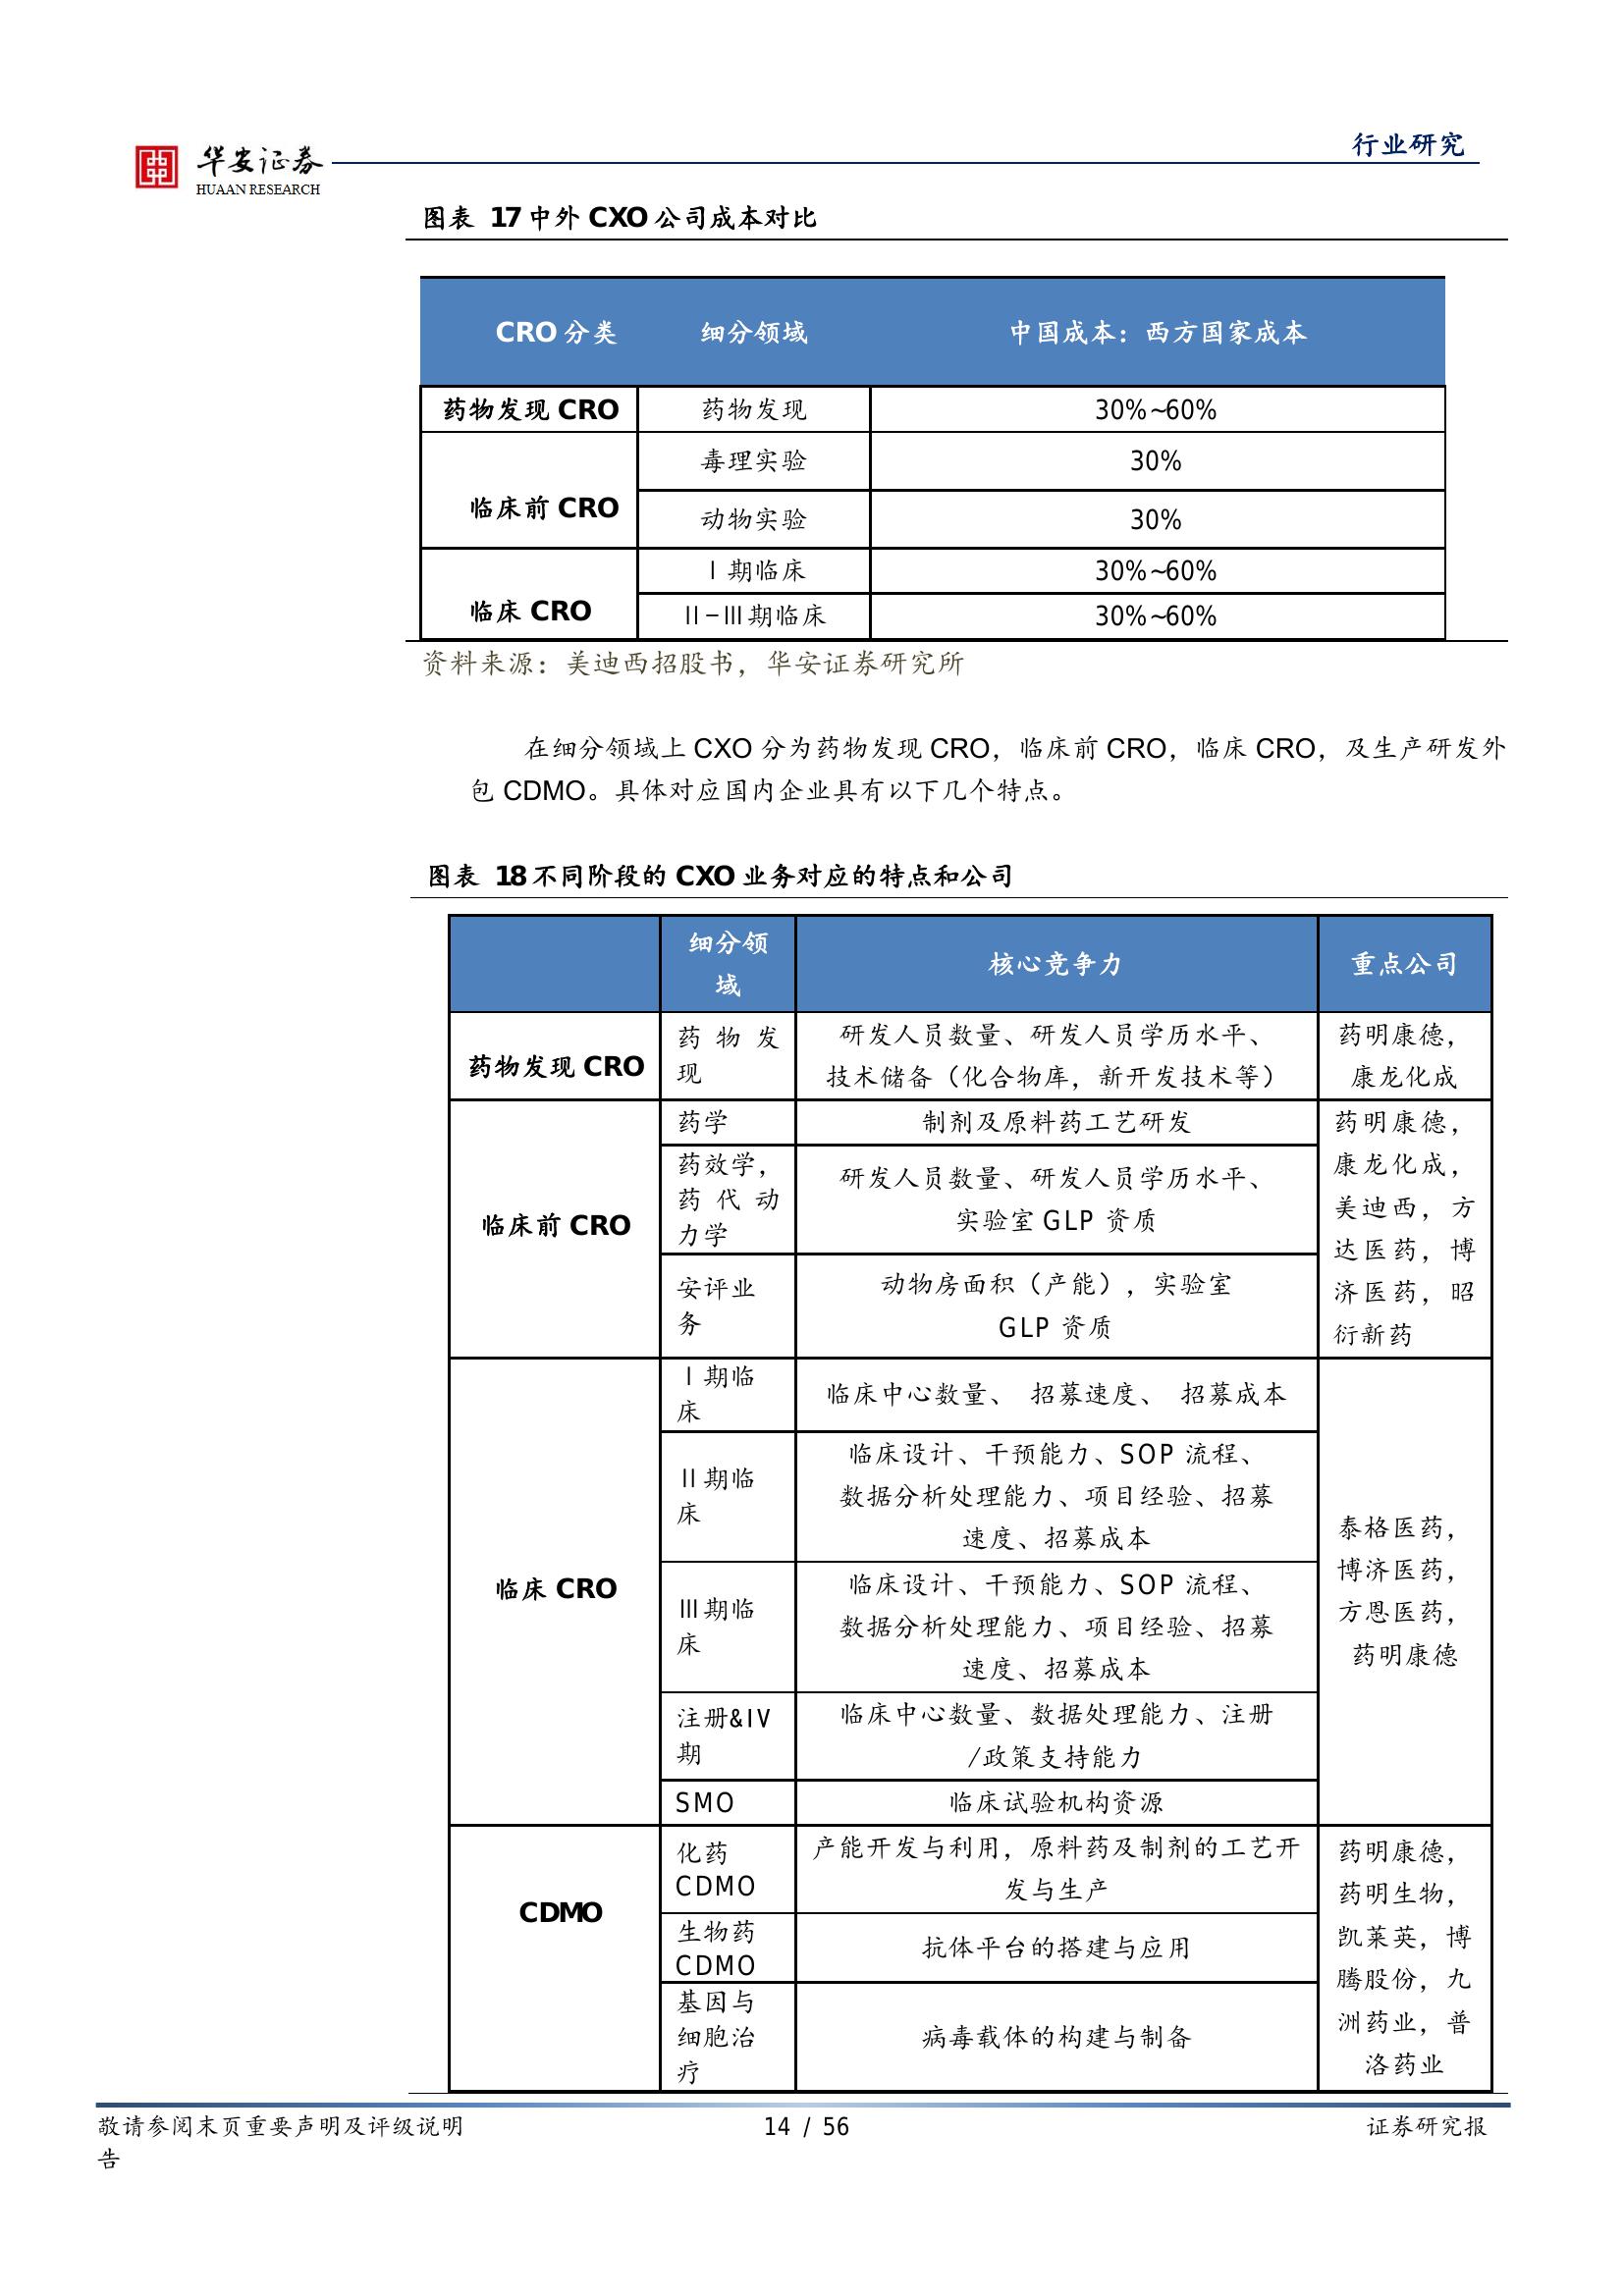 行业研究
华安证券
HUAAN RESEARCH
图表 17 中外 CXO 公司成本对比
CRO 分类 细分领域 中国成本：西方国家成本
药物发现 CRO 药物发现 30%~60%
临床前 CRO 毒理实验 30%
动物实验 30%
临床 CRO Ⅰ期临床 30%~60%
Ⅱ-Ⅲ期临床 30%~60%
资料来源：美迪西招股书，华安证券研究所
在细分领域上 CXO 分为药物发现 CRO，临床前 CRO，临床 CRO，及生产研发外
包 CDMO。具体对应国内企业具有以下几个特点。
图表 18 不同阶段的 CXO 业务对应的特点和公司
细分领
域
核心竞争力
重点公司
药物发现 CRO
药物发
现
研发人员数量、研发人员学历水平、
技术储备（化合物库，新开发技术等）
药明康德，
康龙化成
临床前 CRO
药学
制剂及原料药工艺研发
药效学，
药代动
力学
研发人员数量、研发人员学历水平、
实验室 GLP 资质
安评业
务
动物房面积（产能），实验室
GLP 资质
药明康德，
康龙化成，
美迪西，方
达医药，博
济医药，昭
衍新药
临床 CRO
Ⅰ期临
床
临床中心数量、 招募速度、 招募成本
Ⅱ期临
床
临床设计、干预能力、SOP 流程、
数据分析处理能力、项目经验、招募
速度、招募成本
Ⅲ期临
床
临床设计、干预能力、SOP 流程、
数据分析处理能力、项目经验、招募
速度、招募成本
注册&IV
期
临床中心数量、数据处理能力、注册
/政策支持能力
SMO
临床试验机构资源
泰格医药，
博济医药，
方恩医药，
药明康德
CDMO
化药
CDMO
产能开发与利用，原料药及制剂的工艺开
发与生产
生物药
CDMO
抗体平台的搭建与应用
基因与
细胞治
疗
病毒载体的构建与制备
药明康德，
药明生物，
凯莱英，博
腾股份，九
洲药业，普
洛药业
敬请参阅末页重要声明及评级说明 14 / 56 证券研究报
告